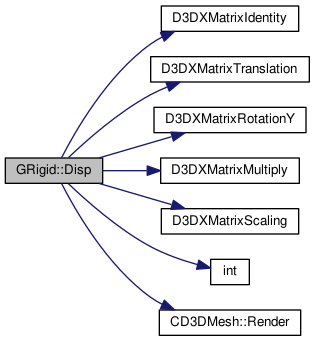 D3DXMatrixIdentity
D3DXMatrixTranslation
D3DXMatrixRotationY
GRigid::Disp
D3DXMatrixMultiply
D3DXMatrixScaling
int
CD3DMesh::Render